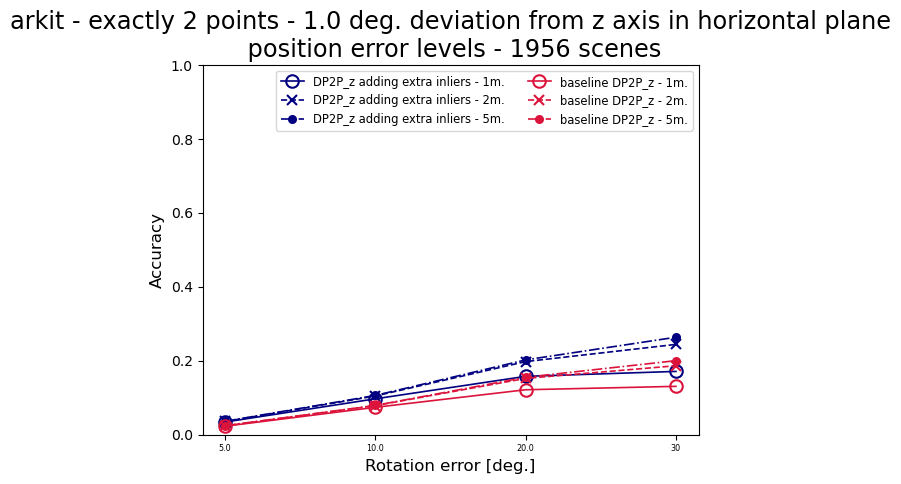 arkit - exactly 2 points - 1.0 deg. deviation from z axis in horizontal plane
position error levels - 1956 scenes
DP2P_z adding extra inliers - 1m.
DP2P_z adding extra inliers - 2m.
DP2P_z adding extra inliers - 5m.
baseline DP2P_z - 1m.
baseline DP2P_z - 2m.
baseline DP2P_z - 5m.
1.0
0.8
0.6
0.4
0.2
0.0
Accuracy
5.0 10.0 20.0 30
Rotation error [deg.]